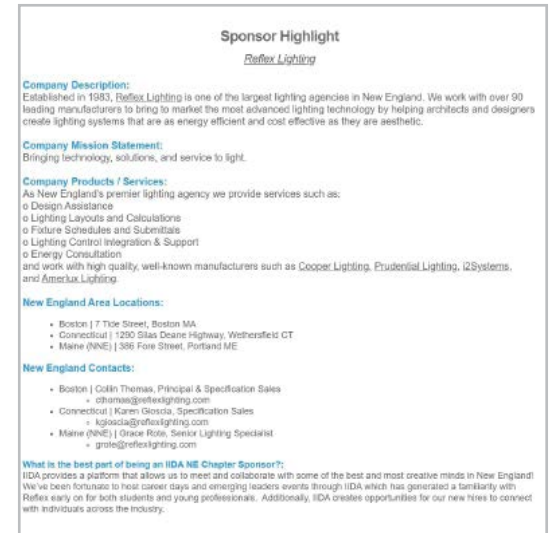 Sponsor Highlight
Reflex Lighting
Company Description:
Established in 1983, Reflex Lighting is one of the largest lighting agencies in New England. We work with over 90
leading manufacturers to bring to market the most advanced lighting technology by helping architects and designers
create lighting systems that are as energy efficient and cost effective as they are aesthetic.
Company Mission Statement:
Bringing technology, solutions, and service to light.
Company Products / Services:
As New England's premier lighting agency we provide services such as:
o Design Assistance
o Lighting Layouts and Calculations
o Fixture Schedules and Submittals
o Lighting Control Integration & Support
o Energy Consultation
and work with high quality, well-known manufacturers such as Cooper Lighting, Prudential Lighting, i2Systems,
and Amerlux Lighting.
New England Area Locations:
• Boston | 7 Tide Street, Boston MA
• Connecticut | 1290 Silas Deane Highway, Wethersfield CT
• Maine (NNE) | 386 Fore Street, Portland ME
New England Contacts:
• Boston | Collin Thomas, Principal & Specification Sales
o cthomas@reflexlighting.com
• Connecticut | Karen Gioscia, Specification Sales
o kgioscia@reflexlighting.com
• Maine (NNE) | Grace Rote, Senior Lighting Specialist
o grote@reflexlighting.com
What is the best part of being an IIDA NE Chapter Sponsor?:
IIDA provides a platform that allows us to meet and collaborate with some of the best and most creative minds in New England!
We've been fortunate to host career days and emerging leaders events through IIDA which has generated a familiarity with
Reflex early on for both students and young professionals. Additionally, IIDA creates opportunities for our new hires to connect
with individuals across the industry.